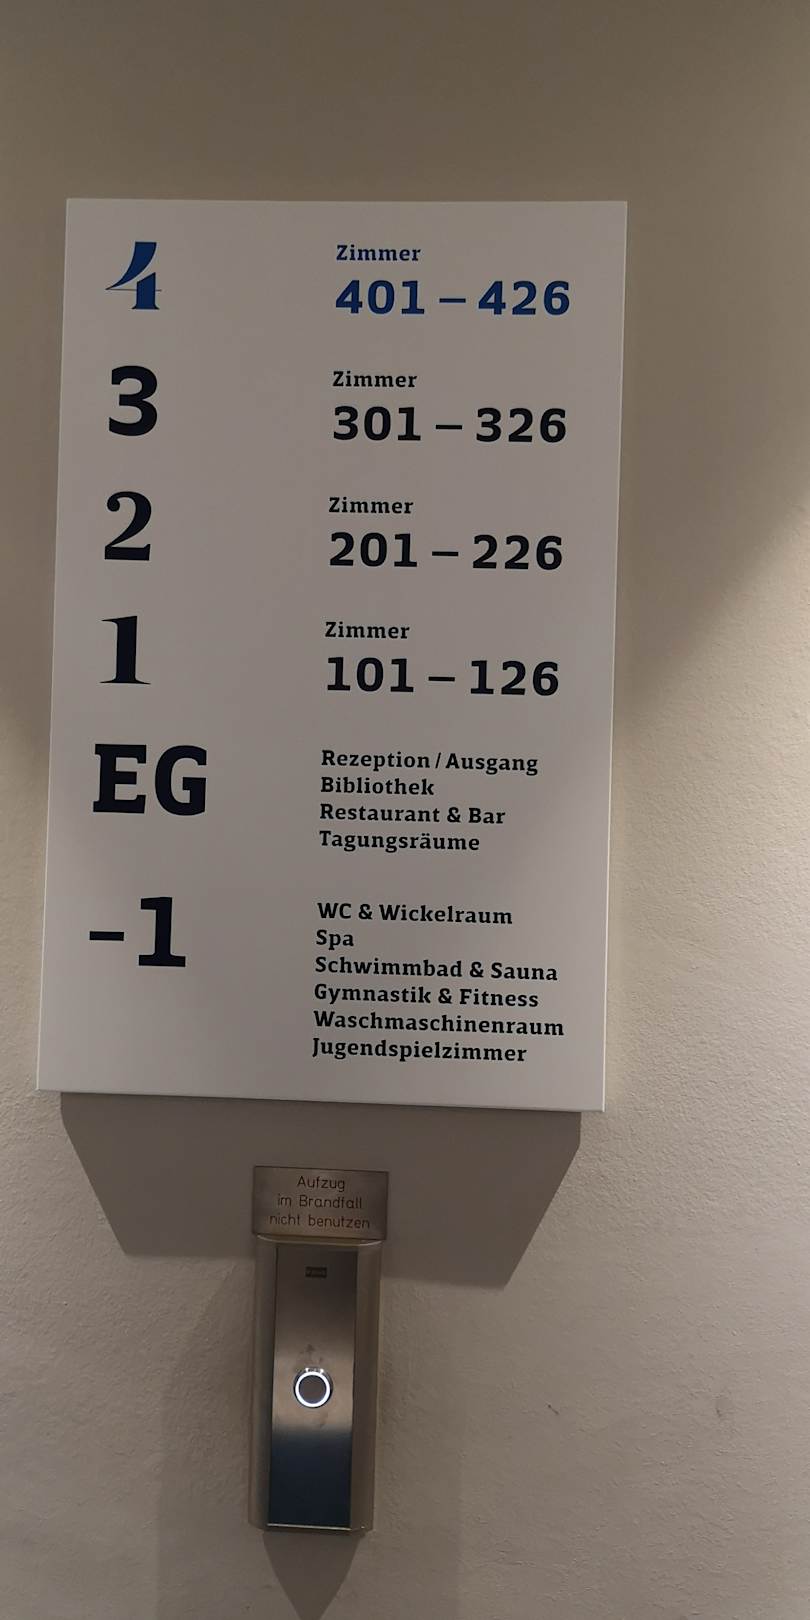 4
Zimmer
401 – 426
3
Zimmer
301 – 326
2
Zimmer
201 – 226
1
Zimmer
101 – 126
EG
Rezeption / Ausgang
Bibliothek
Restaurant & Bar
Tagungsräume
-1
WC & Wickelraum
Spa
Schwimmbad & Sauna
Gymnastik & Fitness
Waschmaschinenraum
Jugendspielzimmer
Aufzug
im Brandfall
nicht benutzen